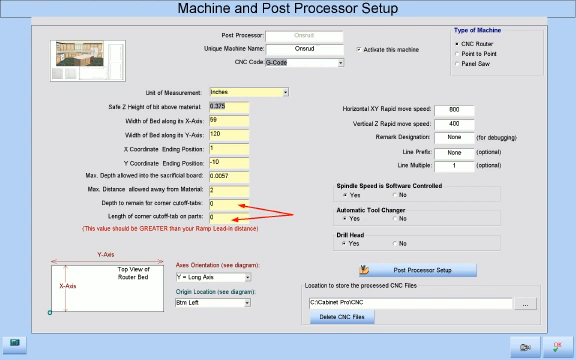 Machine and Post Processor Setup
Post Processor: Onsrud
Unique Machine Name: Onsrud
Activate this machine
CNC Code G-Code
Type of Machine
CNC Router
Point to Point
Panel Saw
Unit of Measurement: Inches
Safe Z Height of bit above material: 0.375
Width of Bed along its X-Axis: 99
Width of Bed along its Y-Axis: 120
X Coordinate Ending Position: 1
Y Coordinate Ending Position: -10
Max. Depth allowed into the sacrificial board: 0.0057
Max. Distance allowed away from Material: 2
Depth to remain for corner cutoff-tabs: 0
Length of corner cutoff-tab on parts: 0
(This value should be GREATER than your Ramp Lead-in distance)
Horizontal XY Rapid move speed: 800
Vertical Z Rapid move speed: 400
Remark Designation: None (for debugging)
Line Prefix: None (optional)
Line Multiple: 1 (optional)
Spindle Speed is Software Controlled
Yes No
Automatic Tool Changer
Yes No
Drill Head
Yes No
Y-Axis
Top View of
Router Bed
X-Axis
Axes Orientation (see diagram):
Y = Long Axis
Origin Location (see diagram):
Btm Left
Post Processor Setup
Location to store the processed CNC Files
C:\Cabinet Pro\CNC ...
Delete CNC Files
OK